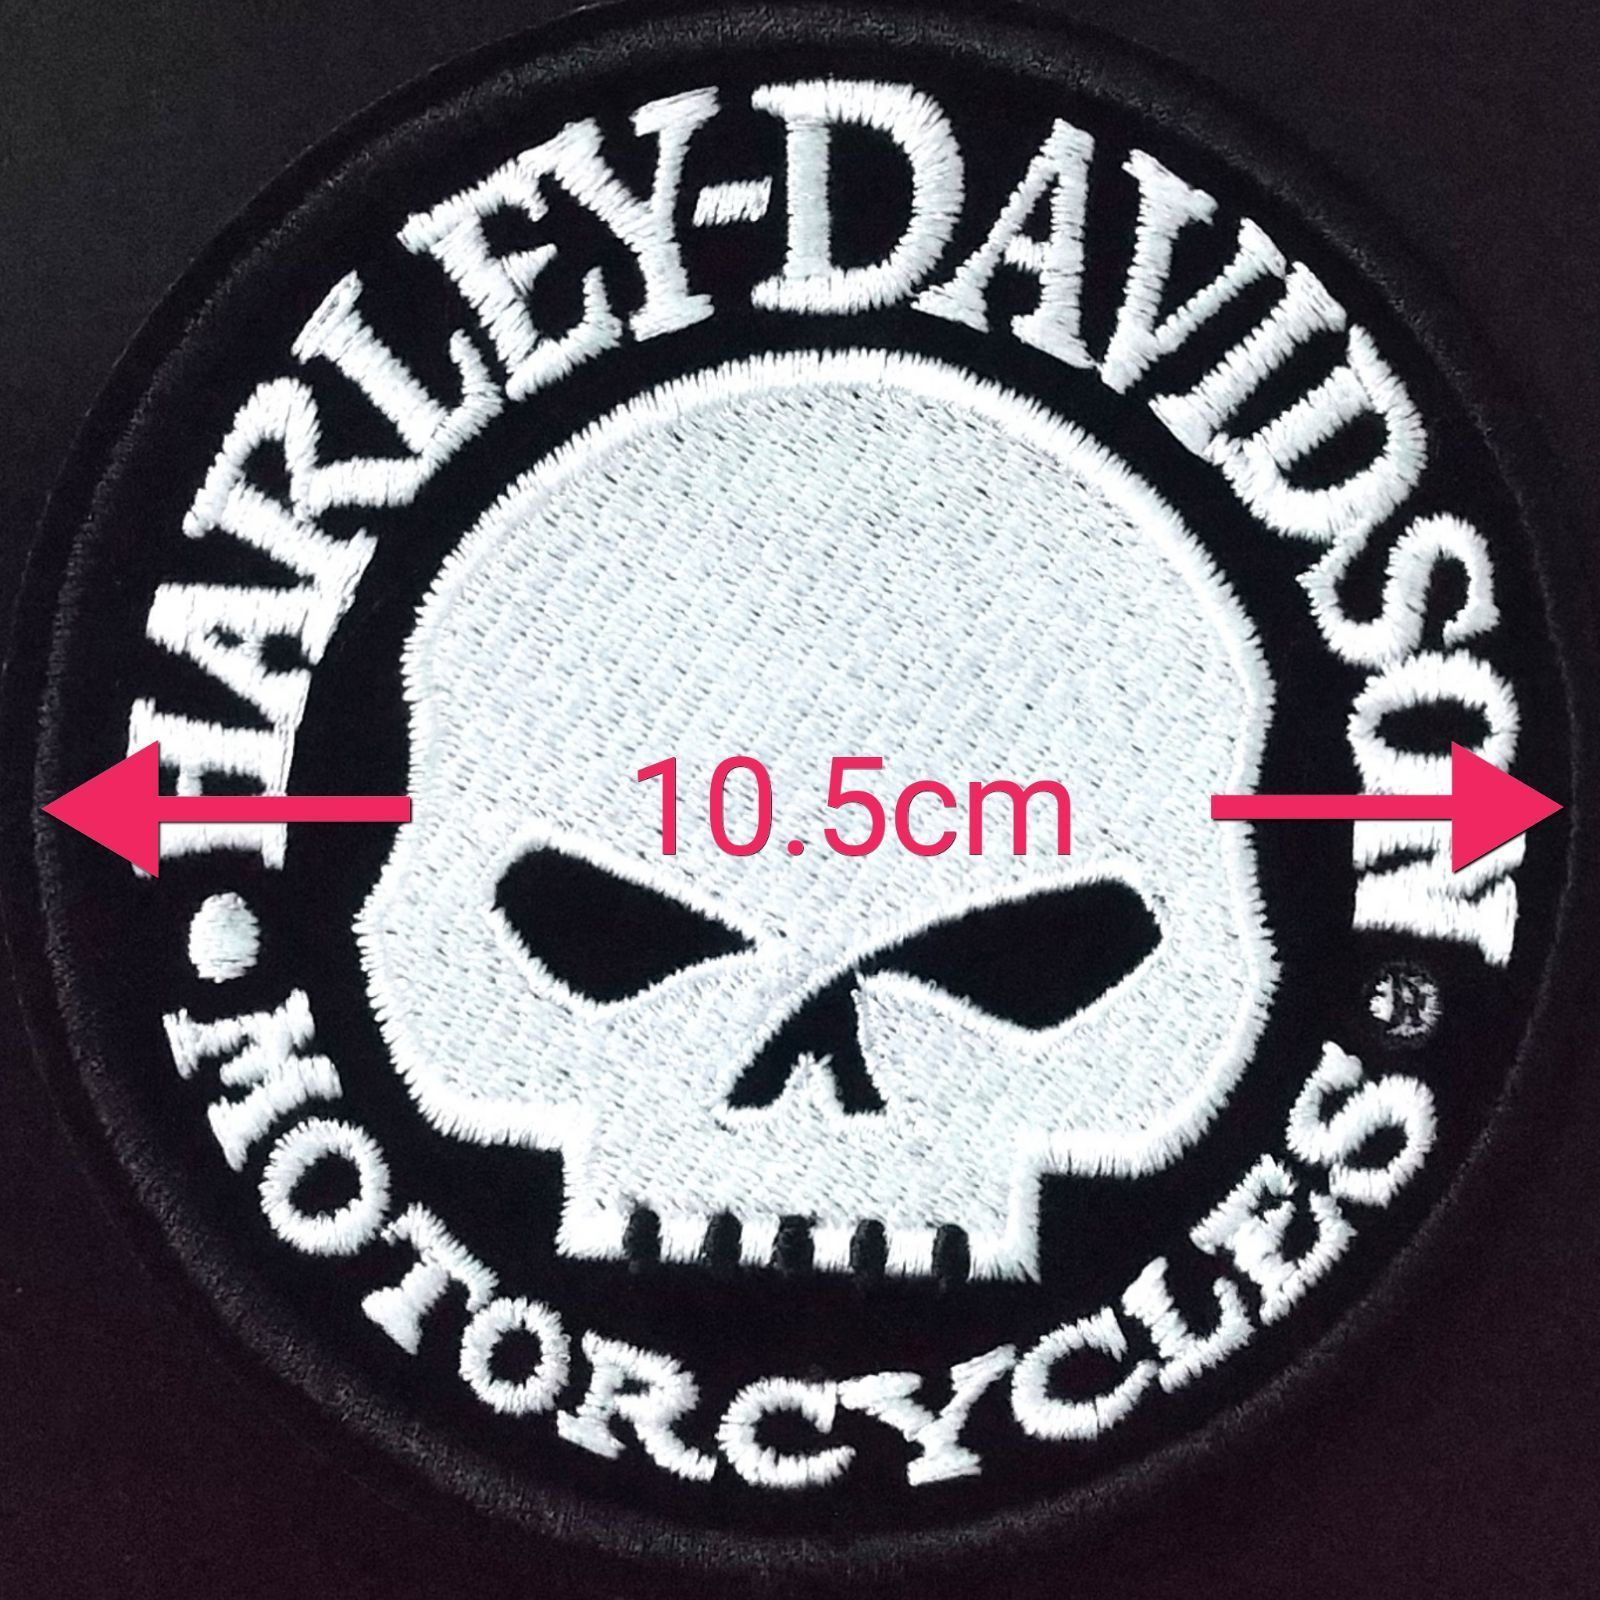 HARLEY-DAVIDSON
10.5cm
MOTORCYCLES
®